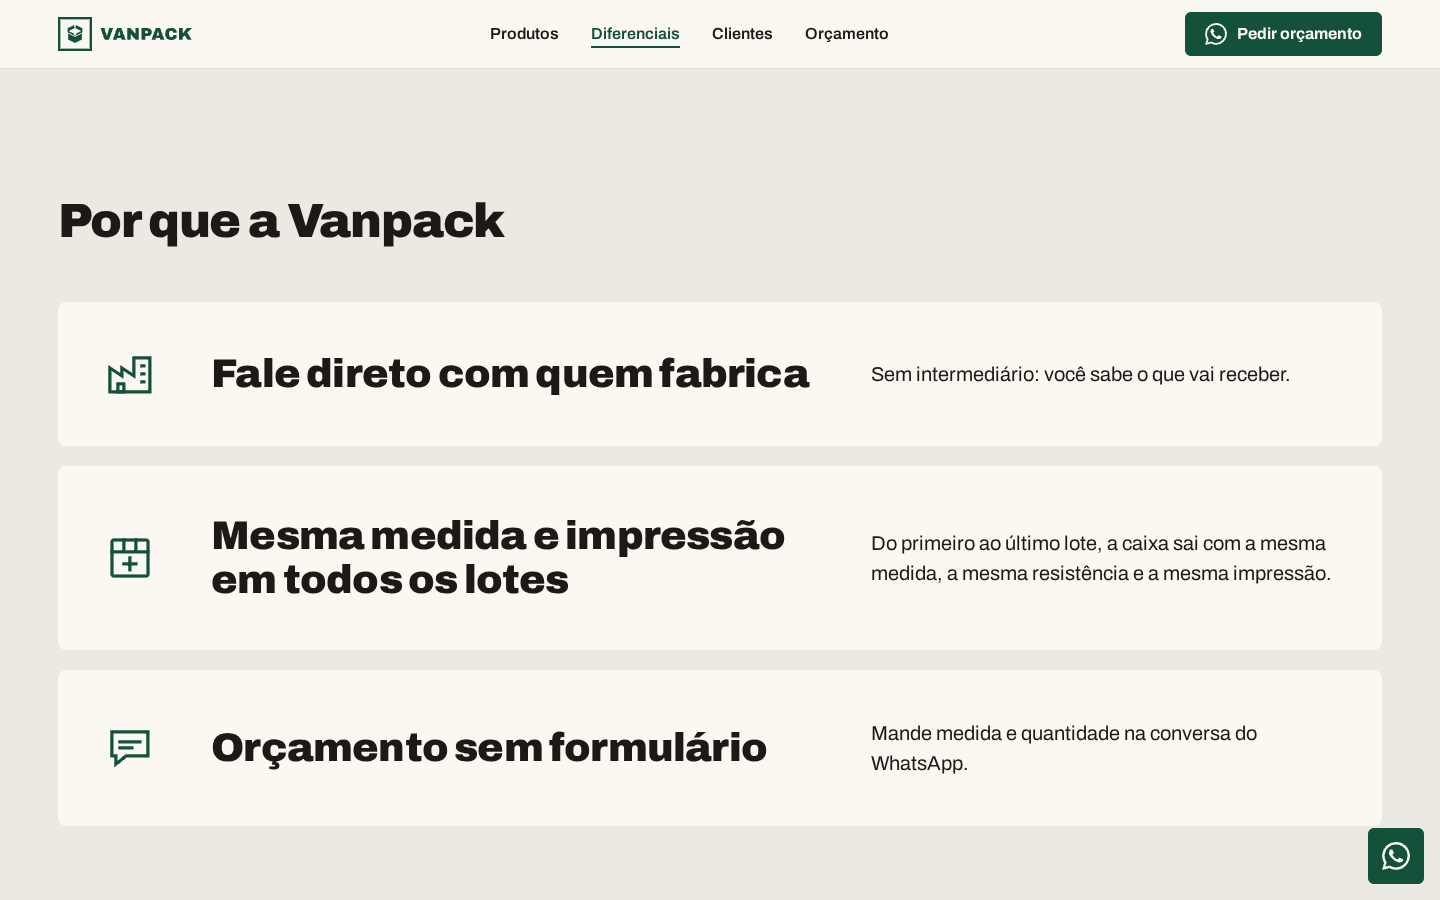 VANPACK
Produtos
Diferenciais
Clientes
Orçamento
Pedir orçamento
Por que a Vanpack
Fale direto com quem fabrica
Sem intermediário: você sabe o que vai receber.
Mesma medida e impressão
em todos os lotes
Do primeiro ao último lote, a caixa sai com a mesma
medida, a mesma resistência e a mesma impressão.
Orçamento sem formulário
Mande medida e quantidade na conversa do
WhatsApp.